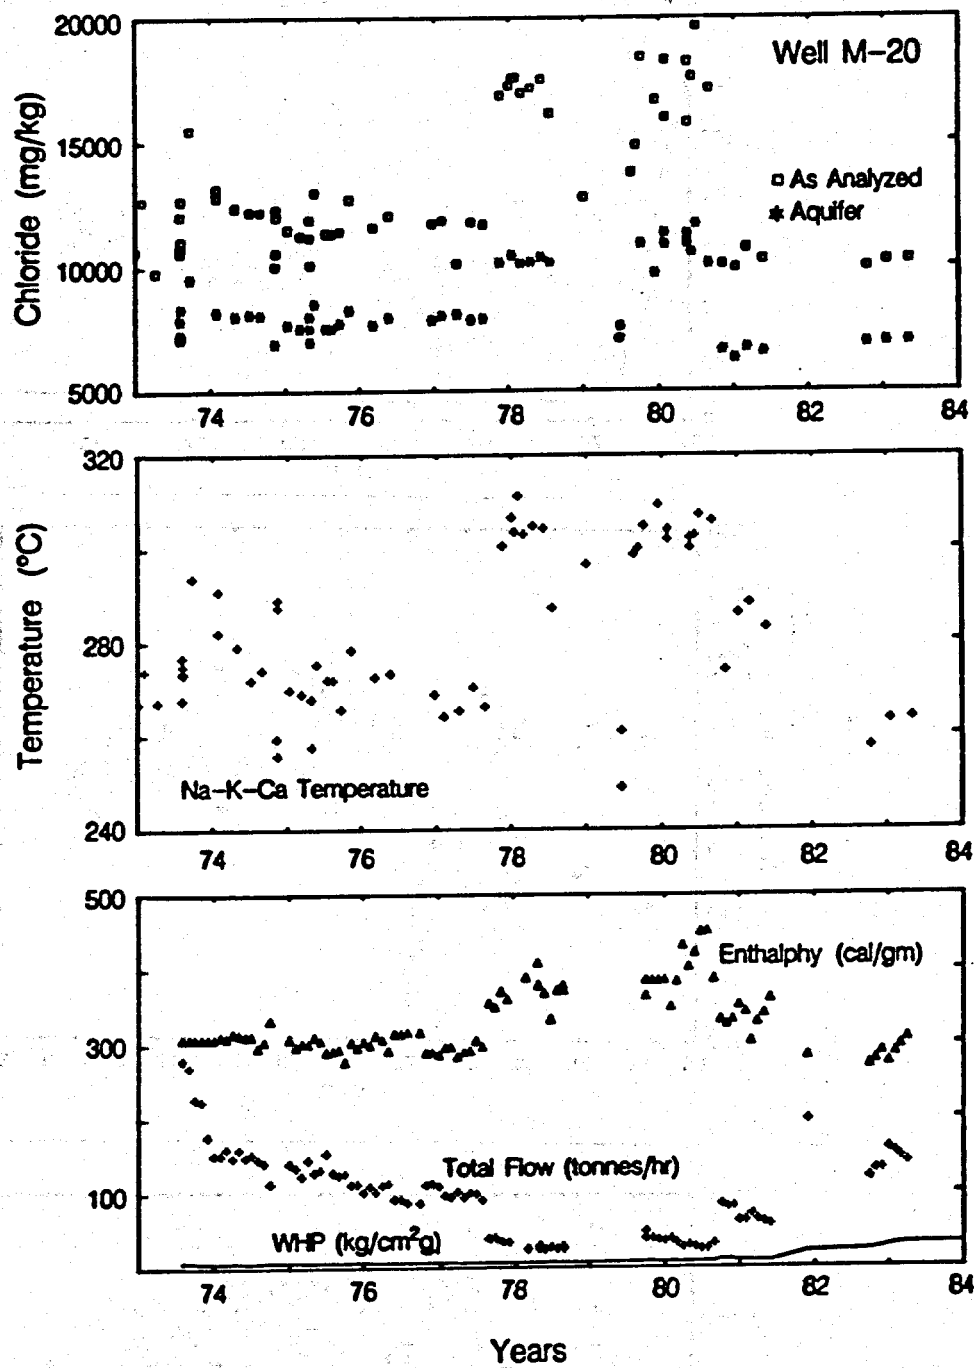 20000
Well M-20
Chloride (mg/kg)
15000
As Analyzed
Aquifer
10000
5000
74 76 78 80 82 84
320
Temperature (°C)
280
Na-K-Ca Temperature
240
74 76 78 80 82 84
500
Enthalphy (cal/gm)
300
Total Flow (tonnes/hr)
100
WHP (kg/cm²g)
74 76 78 80 82 84
Years